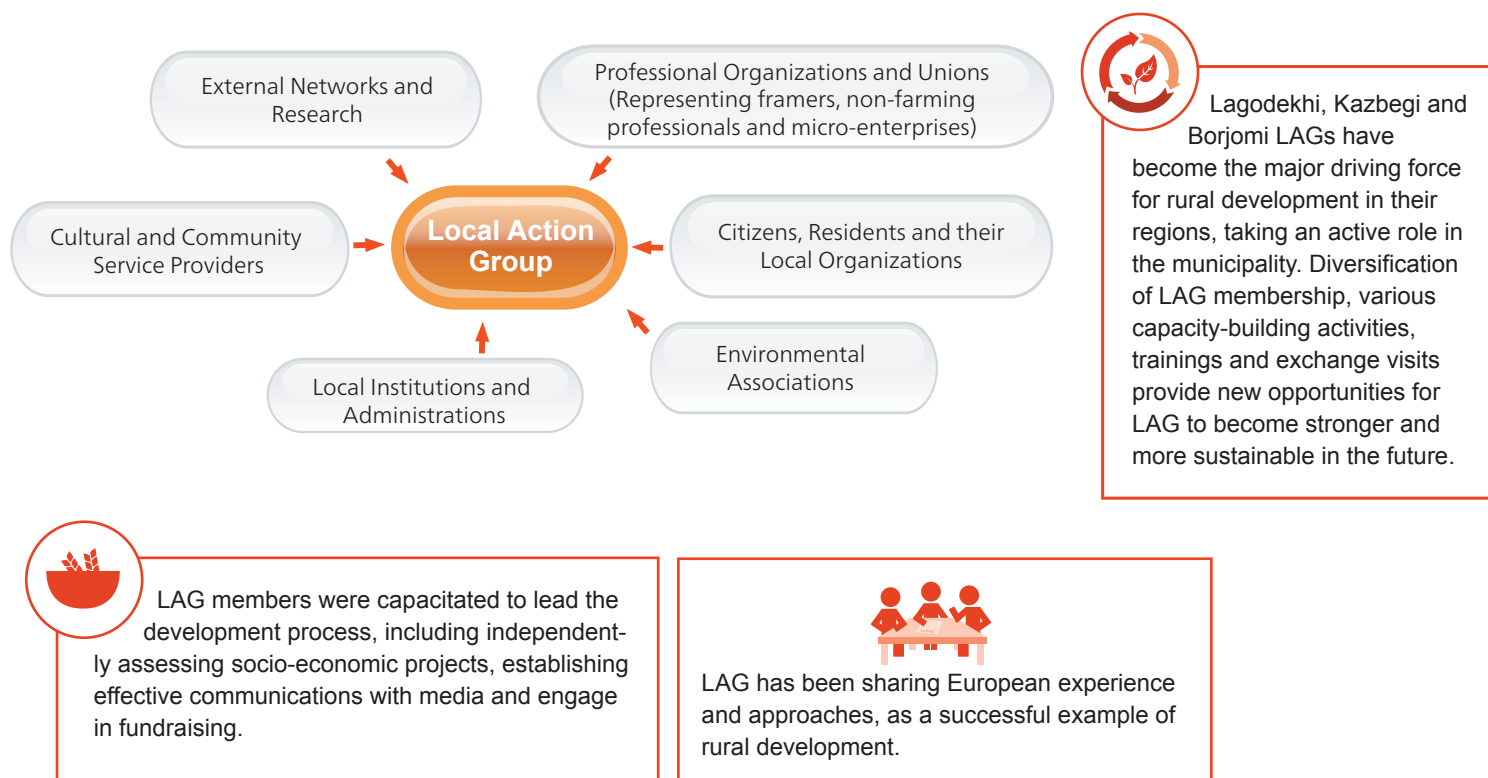 External Networks and
Research
Professional Organizations and Unions
(Representing framers, non-farming
professionals and micro-enterprises)
Cultural and Community
Service Providers
Local Action
Group
Citizens, Residents and their
Local Organizations
Local Institutions and
Administrations
Environmental
Associations
Lagodekhi, Kazbegi and
Borjomi LAGs have
become the major driving force
for rural development in their
regions, taking an active role in
the municipality. Diversification
of LAG membership, various
capacity-building activities,
trainings and exchange visits
provide new opportunities for
LAG to become stronger and
more sustainable in the future.
LAG members were capacitated to lead the
development process, including independent-
ly assessing socio-economic projects, establishing
effective communications with media and engage
in fundraising.
LAG has been sharing European experience
and approaches, as a successful example of
rural development.